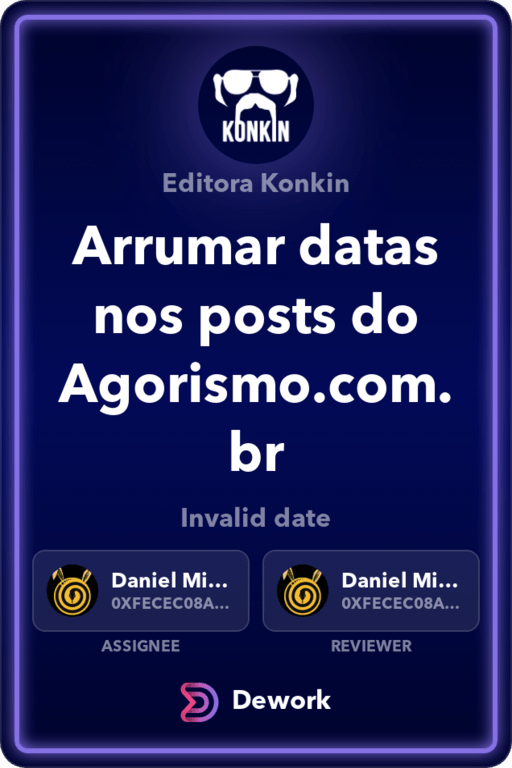 KONKIN
Editora Konkin
Arrumar datas
nos posts do
Agorismo.com.
br
Invalid date
Daniel Mi...
0XFECEC08A...
Daniel Mi...
0XFECEC08A...
ASSIGNEE
REVIEWER
Dework